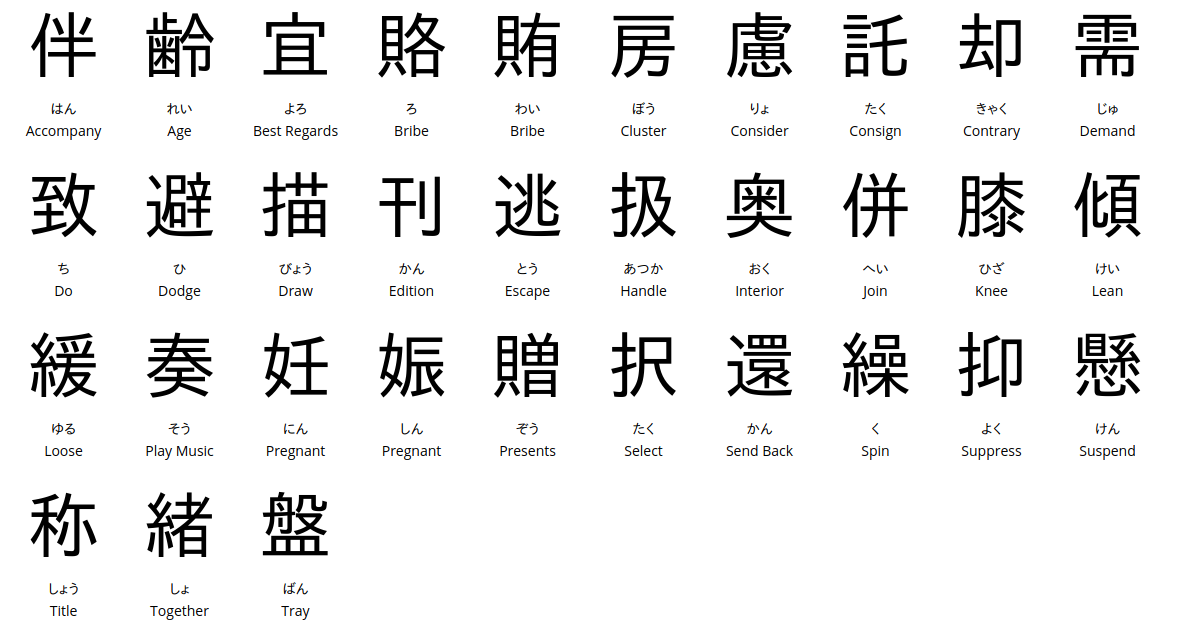 伴 齢 宜 賂 賄 房 慮 託 却 需
はん れい よろ ろ わい ぼう りょ たく きゃく じゅ
Accompany Age Best Regards Bribe Bribe Cluster Consider Consign Contrary Demand
致 避 描 刊 逃 扱 奥 併 膝 傾
ち ひ びょう かん とう あつか おく へい ひざ けい
Do Dodge Draw Edition Escape Handle Interior Join Knee Lean
緩 奏 妊 娠 贈 択 還 繰 抑 懸
ゆる そう にん しん ぞう たく かん く よく けん
Loose Play Music Pregnant Pregnant Presents Select Send Back Spin Suppress Suspend
称 緒 盤
しょう しょ ばん
Title Together Tray